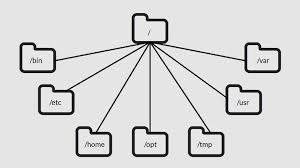 /
/bin
/var
/etc
/usr
/home
/opt
/tmp